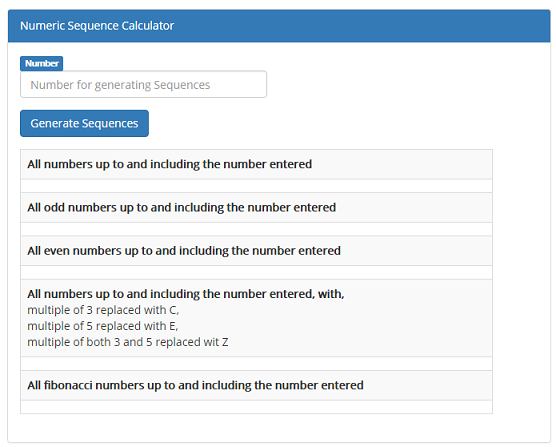 Numeric Sequence Calculator
Number
Number for generating Sequences
Generate Sequences
All numbers up to and including the number entered
All odd numbers up to and including the number entered
All even numbers up to and including the number entered
All numbers up to and including the number entered, with,
multiple of 3 replaced with C,
multiple of 5 replaced with E,
multiple of both 3 and 5 replaced wit Z
All fibonacci numbers up to and including the number entered